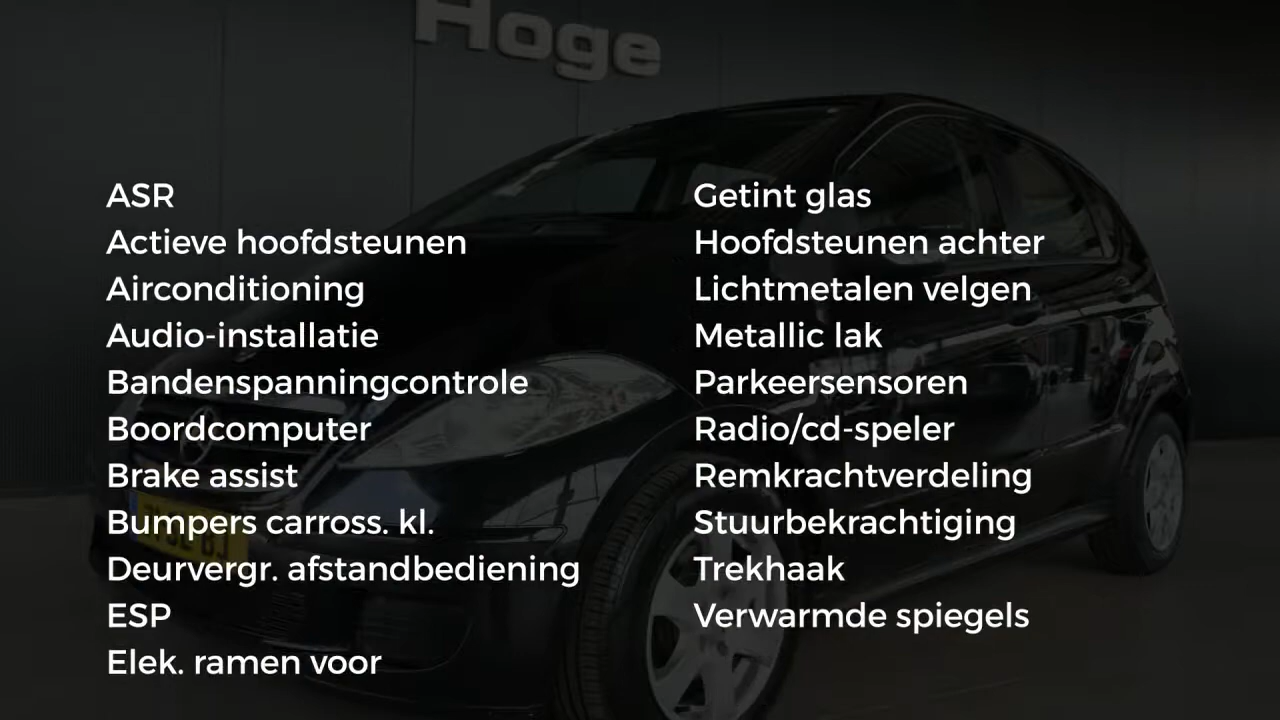 Hoge
ASR
Actieve hoofdsteunen
Airconditioning
Audio-installatie
Bandenspanningcontrole
Boordcomputer
Brake assist
Bumpers carross. kl.
Deurvergr. afstandbediening
ESP
Elek. ramen voor
Getint glas
Hoofdsteunen achter
Lichtmetalen velgen
Metallic lak
Parkeersensoren
Radio/cd-speler
Remkrachtverdeling
Stuurbekrachtiging
Trekhaak
Verwarmde spiegels